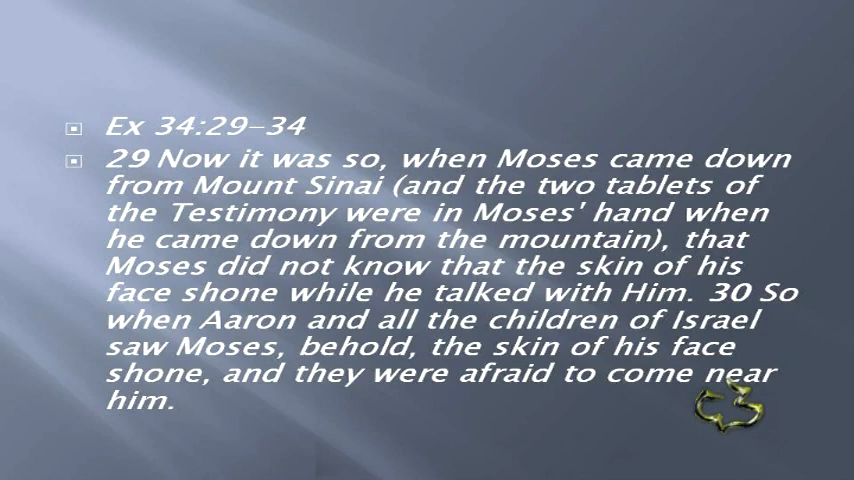 Ex 34:29-34
29 Now it was so, when Moses came down
from Mount Sinai (and the two tablets of
the Testimony were in Moses' hand when
he came down from the mountain), that
Moses did not know that the skin of his
face shone while he talked with Him. 30 So
when Aaron and all the children of Israel
saw Moses, behold, the skin of his face
shone, and they were afraid to come near
him.